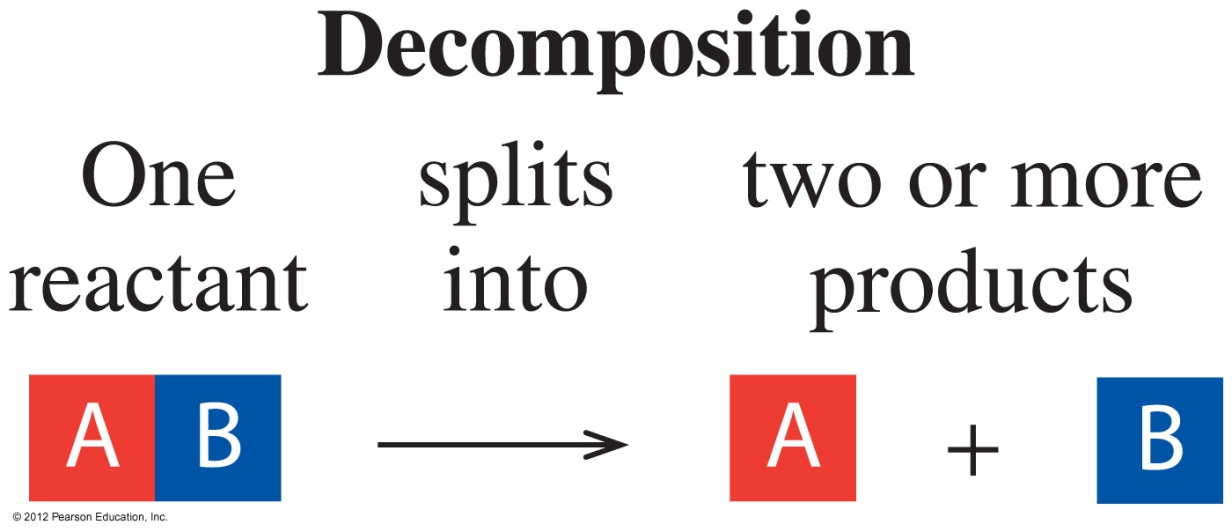 Decomposition
One splits two or more
reactant into products
A B A + B
© 2012 Pearson Education, Inc.